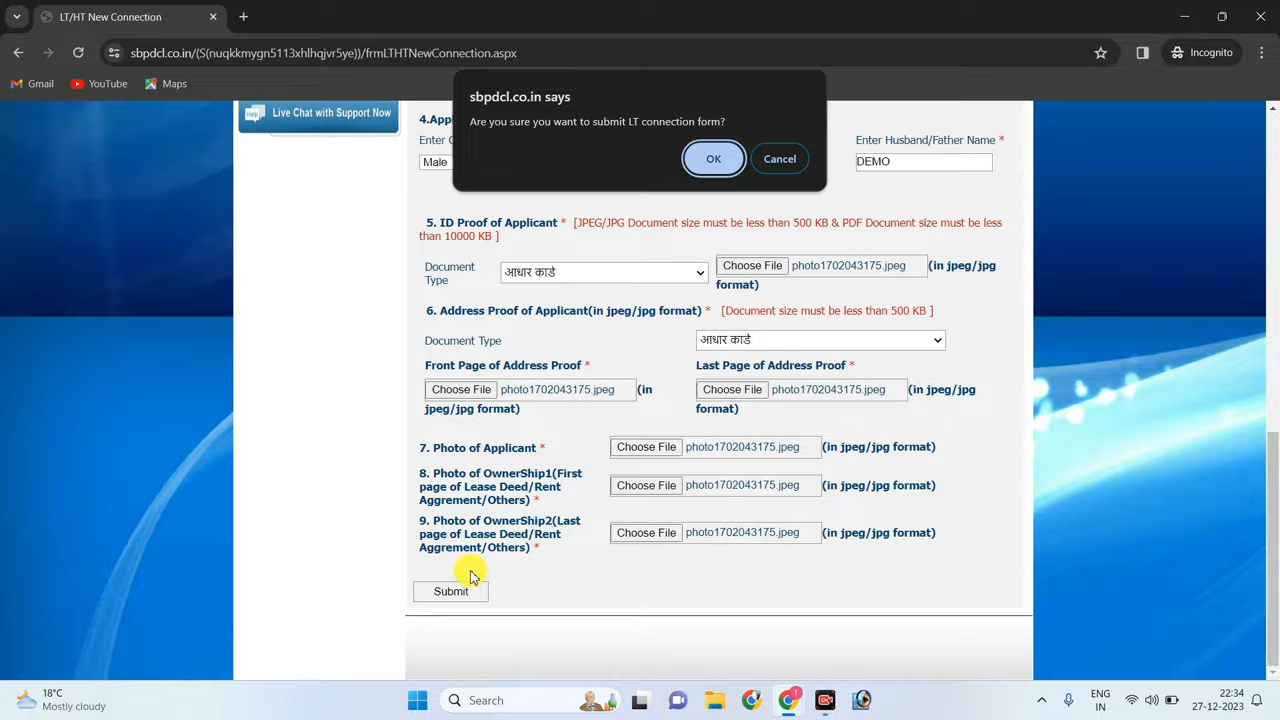 LT/HT New Connection
sbpdcl.co.in/(S(nuqkkmygn5113xhlhqjvr5ye))/frmLTHTNewConnection.aspx
Incognito
Gmail YouTube Maps
sbpdcl.co.in says
Are you sure you want to submit LT connection form?
OK Cancel
Help Live Chat with Support Now
4.Appl
Enter G
Enter Husband/Father Name *
Male
DEMO
5. ID Proof of Applicant * [JPEG/JPG Document size must be less than 500 KB & PDF Document size must be less
than 10000 KB ]
Document
Type
आधार कार्ड
Choose File photo1702043175.jpeg (in jpeg/jpg
format)
6. Address Proof of Applicant(in jpeg/jpg format) * [Document size must be less than 500 KB ]
Document Type
आधार कार्ड
Front Page of Address Proof * Last Page of Address Proof *
Choose File photo1702043175.jpeg (in
jpeg/jpg format)
Choose File photo1702043175.jpeg (in jpeg/jpg
format)
7. Photo of Applicant * Choose File photo1702043175.jpeg (in jpeg/jpg format)
8. Photo of OwnerShip1(First
page of Lease Deed/Rent
Aggrement/Others) *
Choose File photo1702043175.jpeg (in jpeg/jpg format)
9. Photo of OwnerShip2(Last
page of Lease Deed/Rent
Aggrement/Others) *
Choose File photo1702043175.jpeg (in jpeg/jpg format)
Submit
18°C
Mostly cloudy
Search
ENG
IN
22:34
27-12-2023